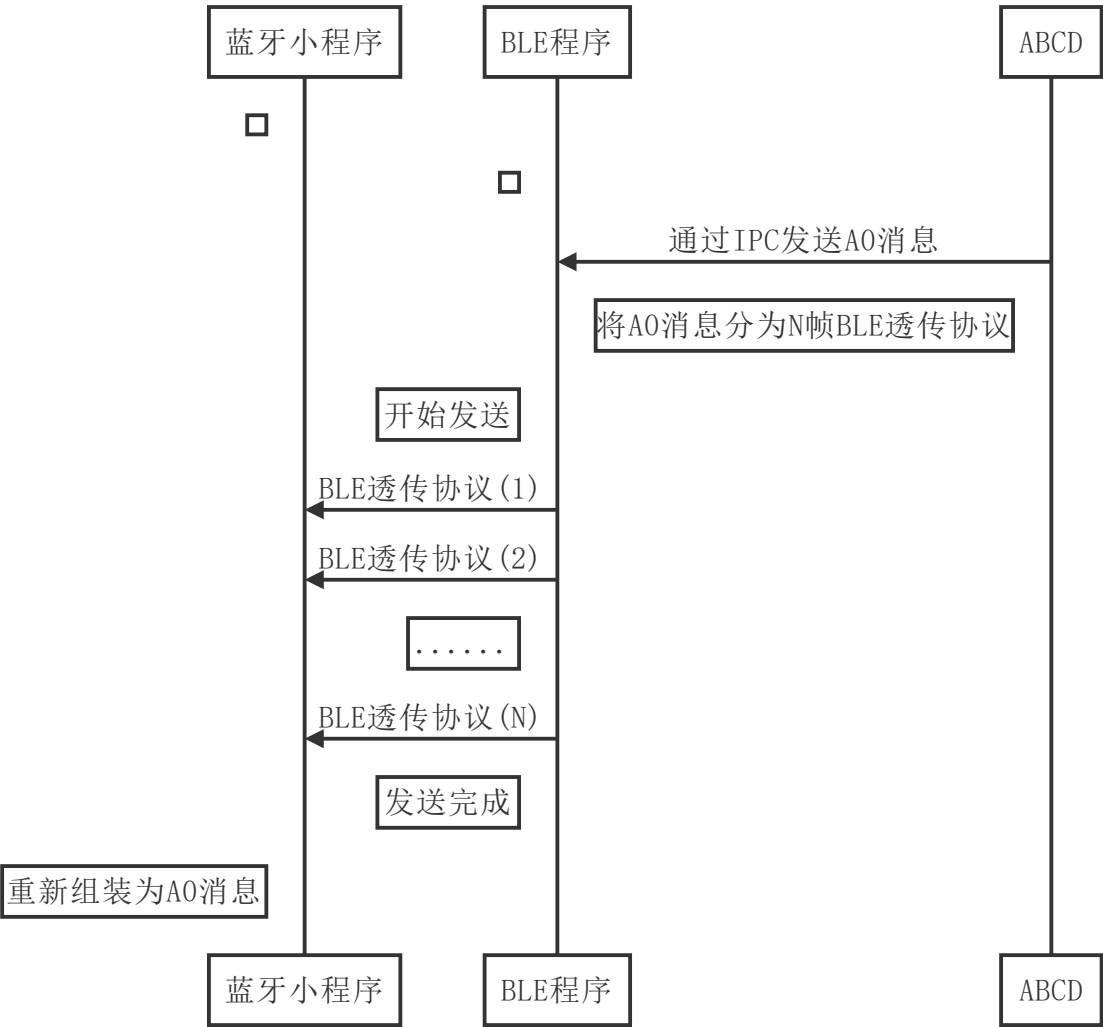 蓝牙小程序
BLE程序
ABCD
通过IPC发送A0消息
将A0消息分为N帧BLE透传协议
开始发送
BLE透传协议(1)
BLE透传协议(2)
......
BLE透传协议(N)
发送完成
重新组装为A0消息
蓝牙小程序
BLE程序
ABCD